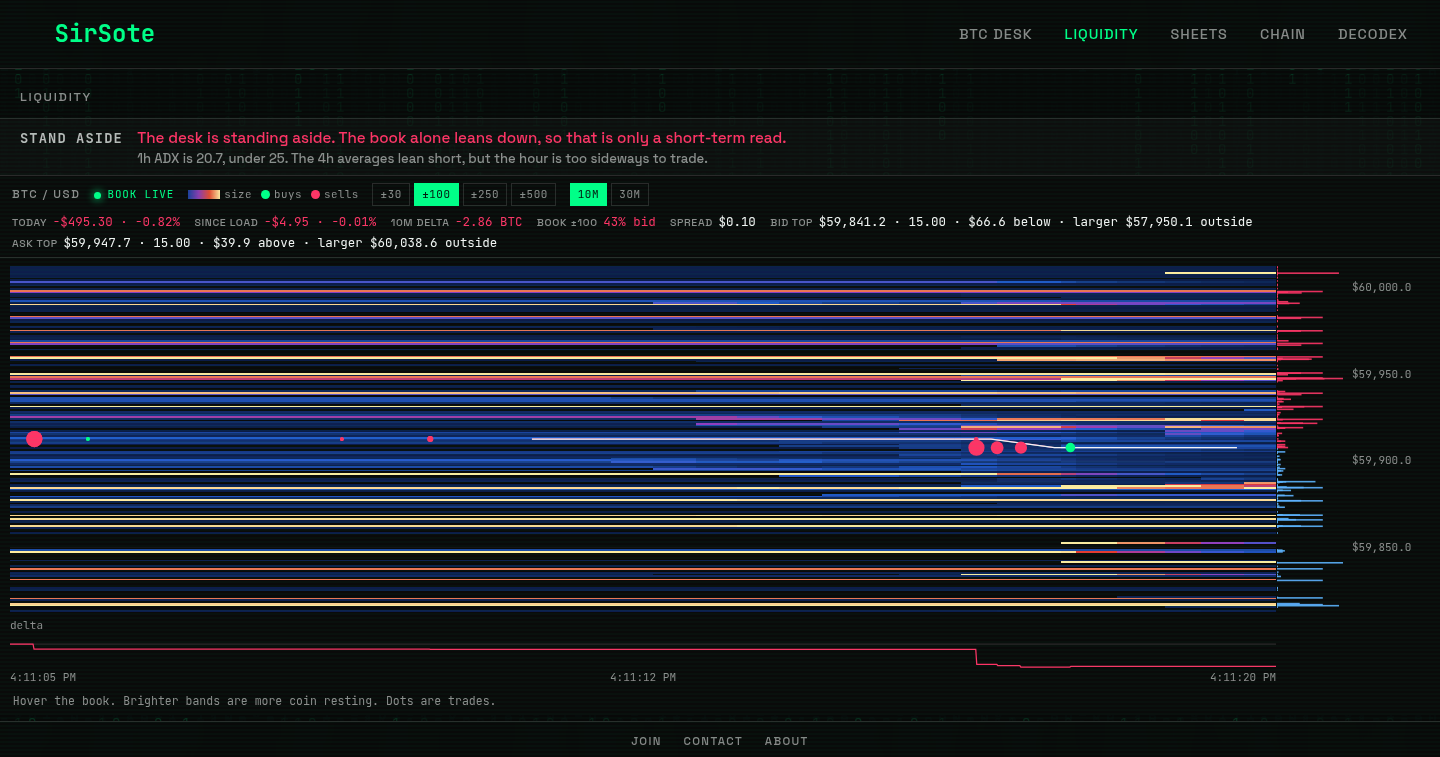 SirSote
BTC DESK LIQUIDITY SHEETS CHAIN DECODEX
LIQUIDITY
STAND ASIDE The desk is standing aside. The book alone leans down, so that is only a short-term read.
1h ADX is 20.7, under 25. The 4h averages lean short, but the hour is too sideways to trade.
BTC / USD BOOK LIVE size buys sells ±30 ±100 ±250 ±500 10M 30M
TODAY -$495.30 · -0.82% SINCE LOAD -$4.95 · -0.01% 10M DELTA -2.86 BTC BOOK ±100 43% bid SPREAD $0.10 BID TOP $59,841.2 · 15.00 · $66.6 below · larger $57,950.1 outside
ASK TOP $59,947.7 · 15.00 · $39.9 above · larger $60,038.6 outside
$60,000.0
$59,950.0
$59,900.0
$59,850.0
delta
4:11:05 PM 4:11:12 PM 4:11:20 PM
Hover the book. Brighter bands are more coin resting. Dots are trades.
JOIN CONTACT ABOUT